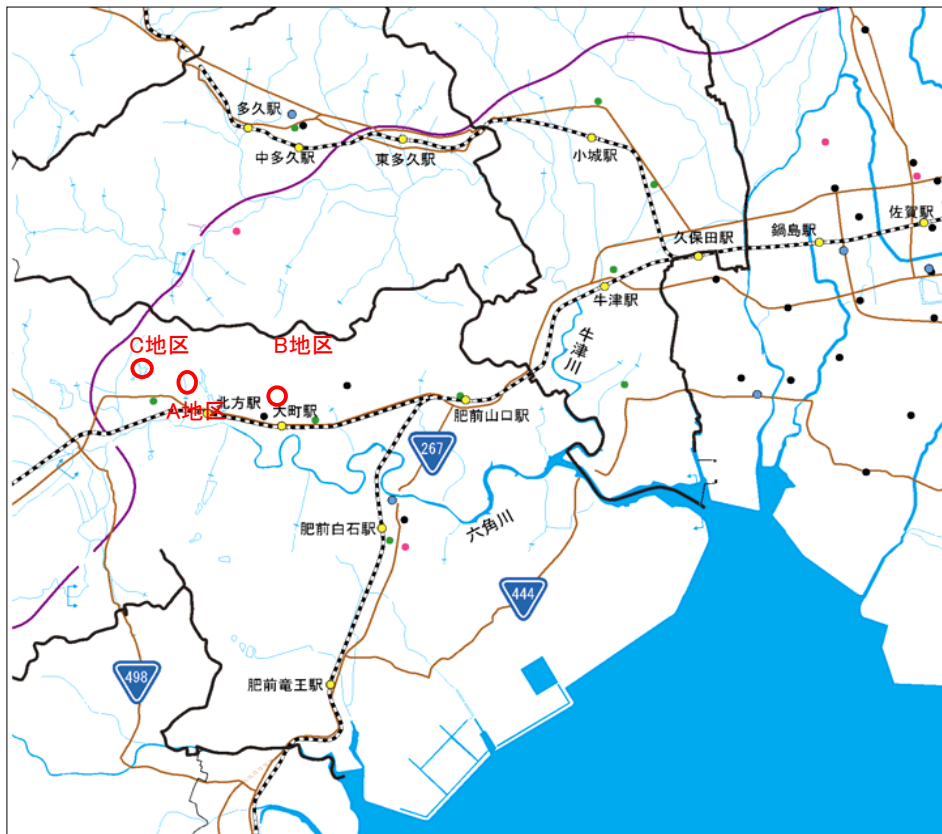 多久駅
中多久駅
東多久駅
小城駅
佐賀駅
鍋島駅
久保田駅
牛津駅
牛津川
C地区
B地区
A地区
北方駅
大町駅
肥前山口駅
267
六角川
肥前白石駅
444
498
肥前竜王駅